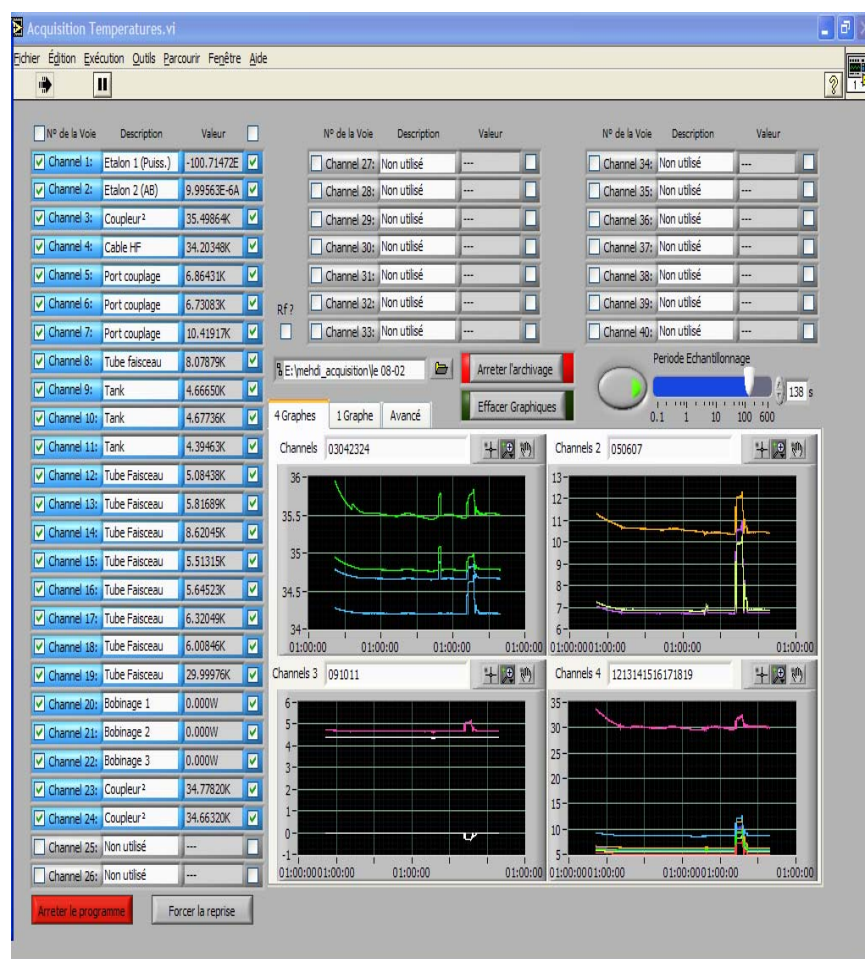 Acquisition Temperatures.vi
Fichier Édition Exécution Outils Parcourir Fenêtre Aide
N° de la Voie Description Valeur
Channel 1: Etalon 1 (Puiss.) -100.71472E
Channel 2: Etalon 2 (AB) 9.99563E-6A
Channel 3: Coupleur² 35.49864K
Channel 4: Cable HF 34.20348K
Channel 5: Port couplage 6.86431K
Channel 6: Port couplage 6.73083K
Channel 7: Port couplage 10.41917K
Channel 8: Tube faisceau 8.07879K
Channel 9: Tank 4.66650K
Channel 10: Tank 4.67736K
Channel 11: Tank 4.39463K
Channel 12: Tube Faisceau 5.08438K
Channel 13: Tube Faisceau 5.81689K
Channel 14: Tube Faisceau 8.62045K
Channel 15: Tube Faisceau 5.51315K
Channel 16: Tube Faisceau 5.64523K
Channel 17: Tube Faisceau 6.32049K
Channel 18: Tube Faisceau 6.00846K
Channel 19: Tube Faisceau 29.99976K
Channel 20: Bobinage 1 0.000W
Channel 21: Bobinage 2 0.000W
Channel 22: Bobinage 3 0.000W
Channel 23: Coupleur² 34.77820K
Channel 24: Coupleur² 34.66320K
Channel 25: Non utilisé ---
Channel 26: Non utilisé ---
Arreter le programme Forcer la reprise
N° de la Voie Description Valeur
Channel 27: Non utilisé ---
Channel 28: Non utilisé ---
Channel 29: Non utilisé ---
Channel 30: Non utilisé ---
Channel 31: Non utilisé ---
Channel 32: Non utilisé ---
Channel 33: Non utilisé ---
Rf ?
N° de la Voie Description Valeur
Channel 34: Non utilisé ---
Channel 35: Non utilisé ---
Channel 36: Non utilisé ---
Channel 37: Non utilisé ---
Channel 38: Non utilisé ---
Channel 39: Non utilisé ---
Channel 40: Non utilisé ---
E:\mehdi_acquisition\le 08-02
Arreter l'archivage
Effacer Graphiques
Periode Echantillonnage
138 s
0.1 1 10 100 600
4 Graphes 1 Graphe Avancé
Channels 03042324
36
35.5
35
34.5
34
01:00:00 01:00:00 01:00:00 01:00:00
Channels 2 050607
13
12
11
10
9
8
7
6
01:00:00 01:00:00 01:00:00 01:00:00
Channels 3 091011
6
5
4
3
2
1
0
-1
01:00:00 01:00:00 01:00:00 01:00:00
Channels 4 1213141516171819
35
30
25
20
15
10
5
01:00:00 01:00:00 01:00:00 01:00:00 01:00:00